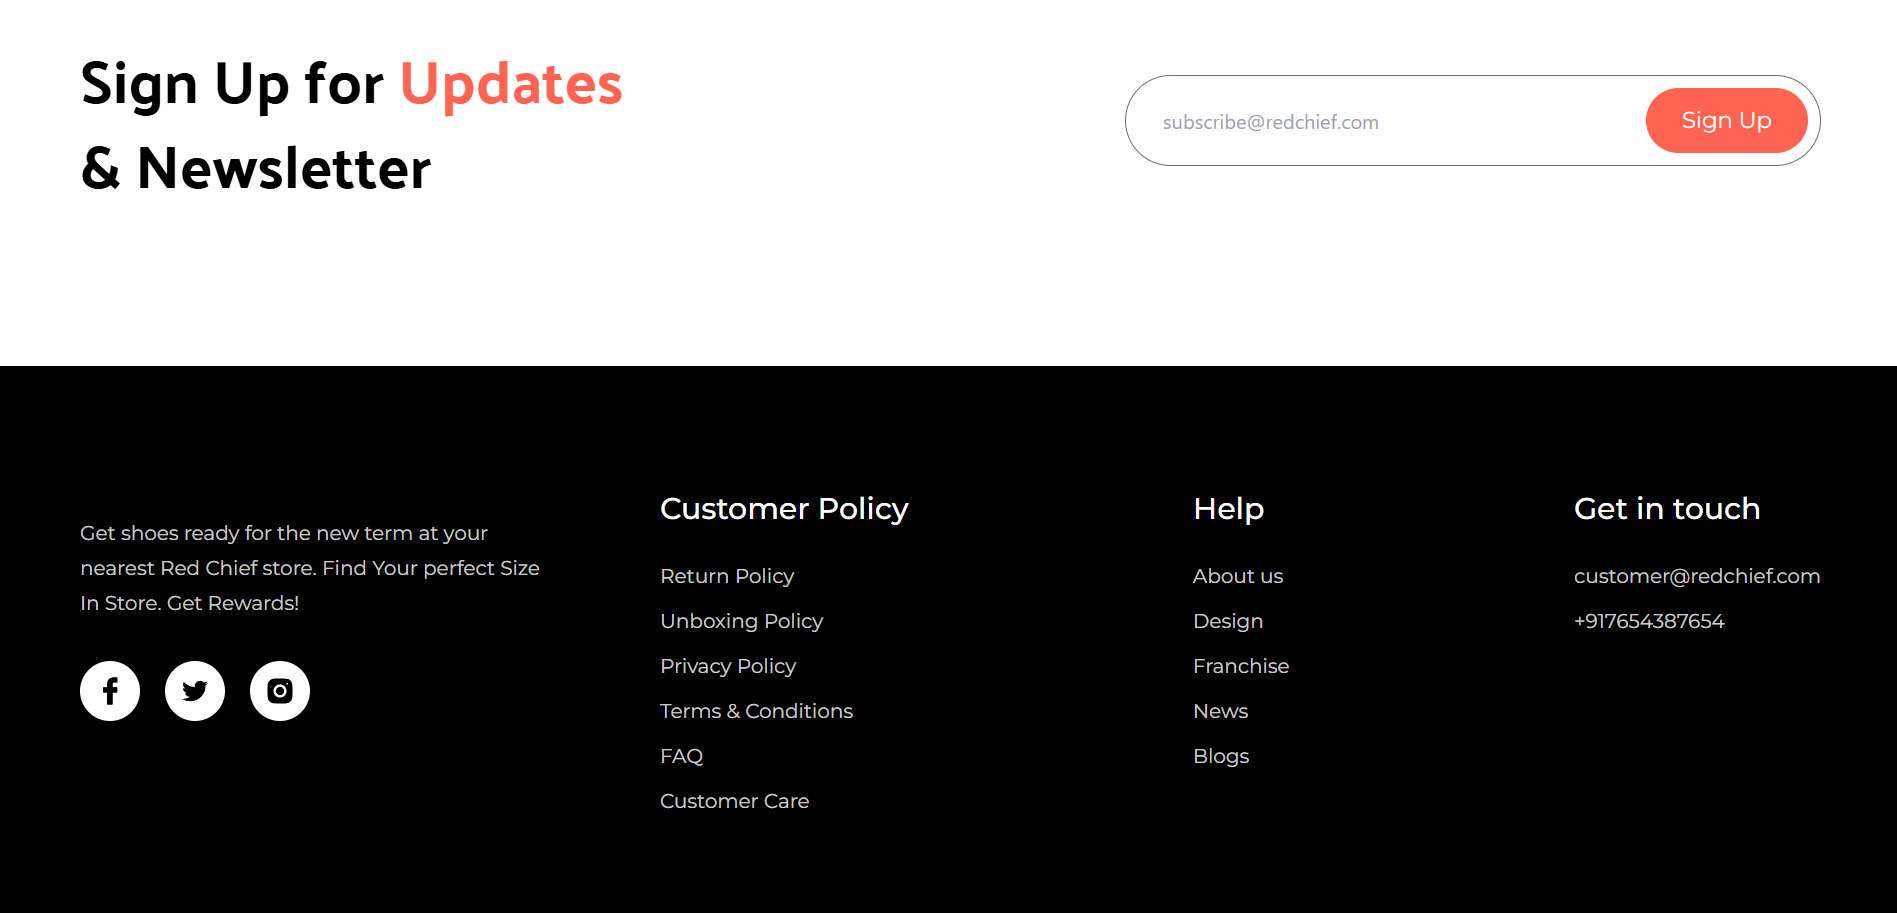 Sign Up for Updates
& Newsletter
subscribe@redchief.com
Sign Up
Get shoes ready for the new term at your
nearest Red Chief store. Find Your perfect Size
In Store. Get Rewards!
Customer Policy
Return Policy
Unboxing Policy
Privacy Policy
Terms & Conditions
FAQ
Customer Care
Help
About us
Design
Franchise
News
Blogs
Get in touch
customer@redchief.com
+917654387654